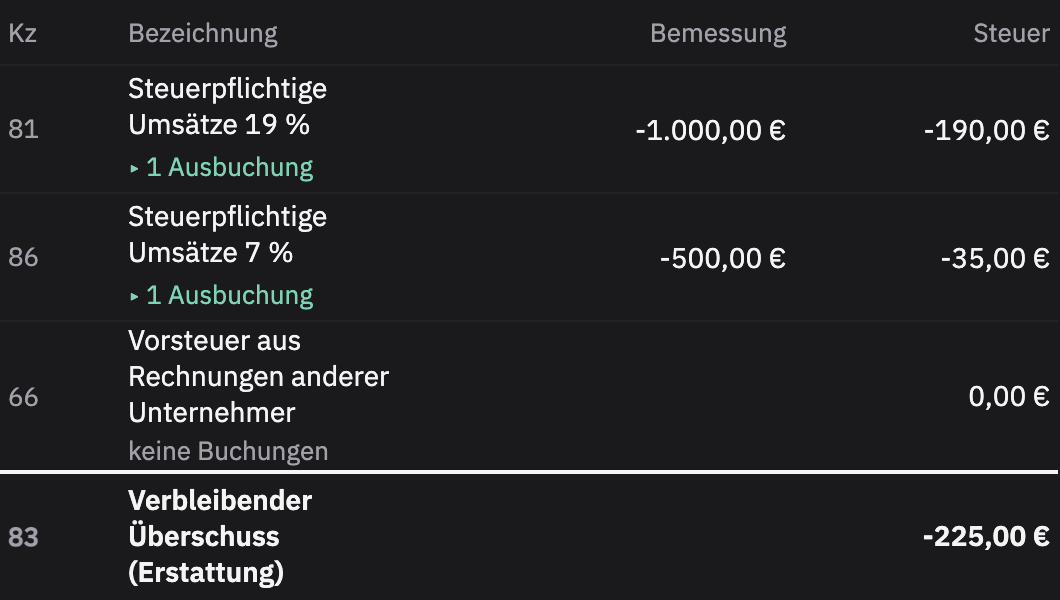 Kz Bezeichnung Bemessung Steuer
81 Steuerpflichtige Umsätze 19 % -1.000,00 € -190,00 €
▸ 1 Ausbuchung
86 Steuerpflichtige Umsätze 7 % -500,00 € -35,00 €
▸ 1 Ausbuchung
66 Vorsteuer aus Rechnungen anderer Unternehmer 0,00 €
keine Buchungen
83 Verbleibender Überschuss (Erstattung) -225,00 €